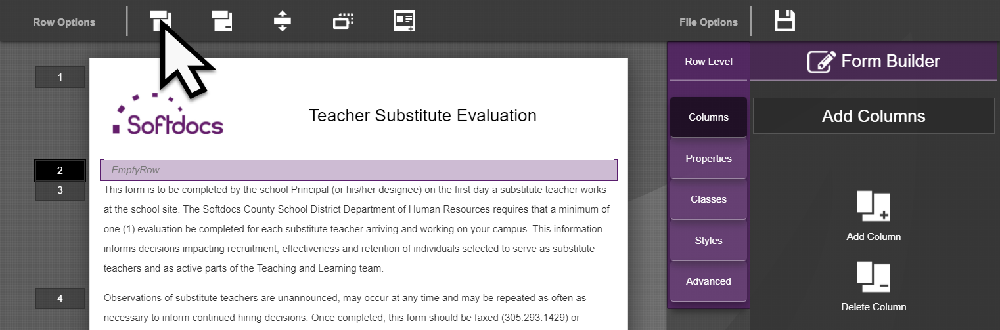 Row Options
File Options
1
Row Level
Form Builder
Softdocs
Teacher Substitute Evaluation
Columns
Add Columns
2
EmptyRow
Properties
3
This form is to be completed by the school Principal (or his/her designee) on the first day a substitute teacher works
at the school site. The Softdocs County School District Department of Human Resources requires that a minimum of
one (1) evaluation be completed for each substitute teacher arriving and working on your campus. This information
informs decisions impacting recruitment, effectiveness and retention of individuals selected to serve as substitute
teachers and as active parts of the Teaching and Learning team.
Classes
Add Column
Styles
Advanced
4
Observations of substitute teachers are unannounced, may occur at any time and may be repeated as often as
necessary to inform continued hiring decisions. Once completed, this form should be faxed (305.293.1429) or
Delete Column